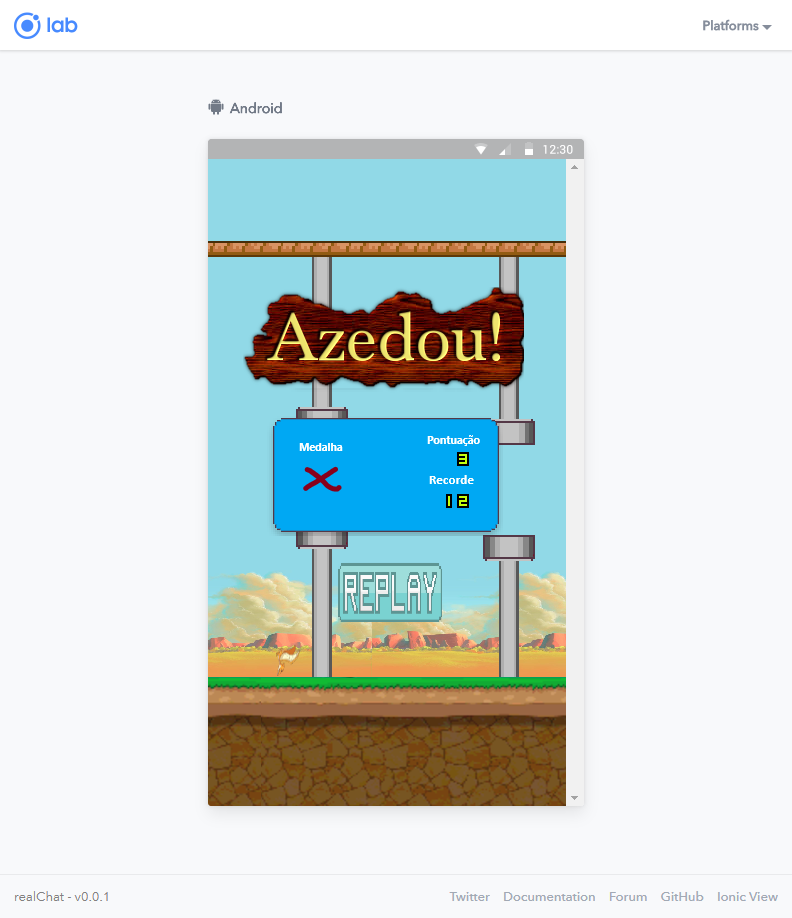 lab
Platforms
Android
12:30
Azedou!
Medalha
Pontuação
3
Recorde
12
REPLAY
realChat - v0.0.1
Twitter Documentation Forum GitHub Ionic View